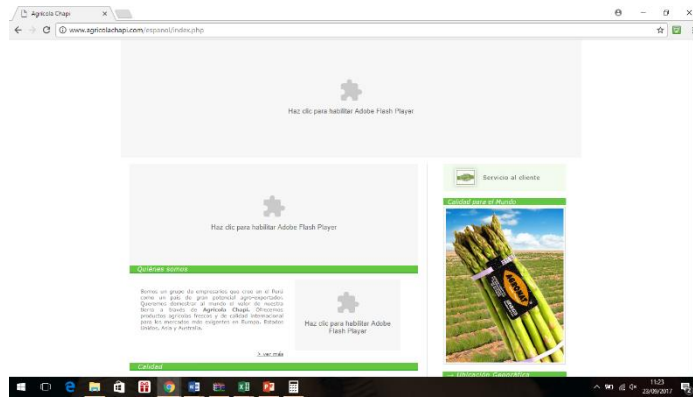 Agrícola Chapi
www.agricolachapi.com/espanol/index.php
Haz clic para habilitar Adobe Flash Player
Haz clic para habilitar Adobe Flash Player
Quiénes somos
Somos un grupo de empresarios que cree en el Perú
como un país de gran potencial agro-exportador.
Queremos demostrar al mundo el valor de nuestra
tierra a través de Agrícola Chapi. Ofrecemos
productos agrícolas frescos y de calidad internacional
para los mercados más exigentes en Europa, Estados
Unidos, Asia y Australia.
> ver más
Haz clic para habilitar Adobe
Flash Player
Calidad
Servicio al cliente
Calidad para el Mundo
Ubicación Geográfica
11:23
23/09/2017